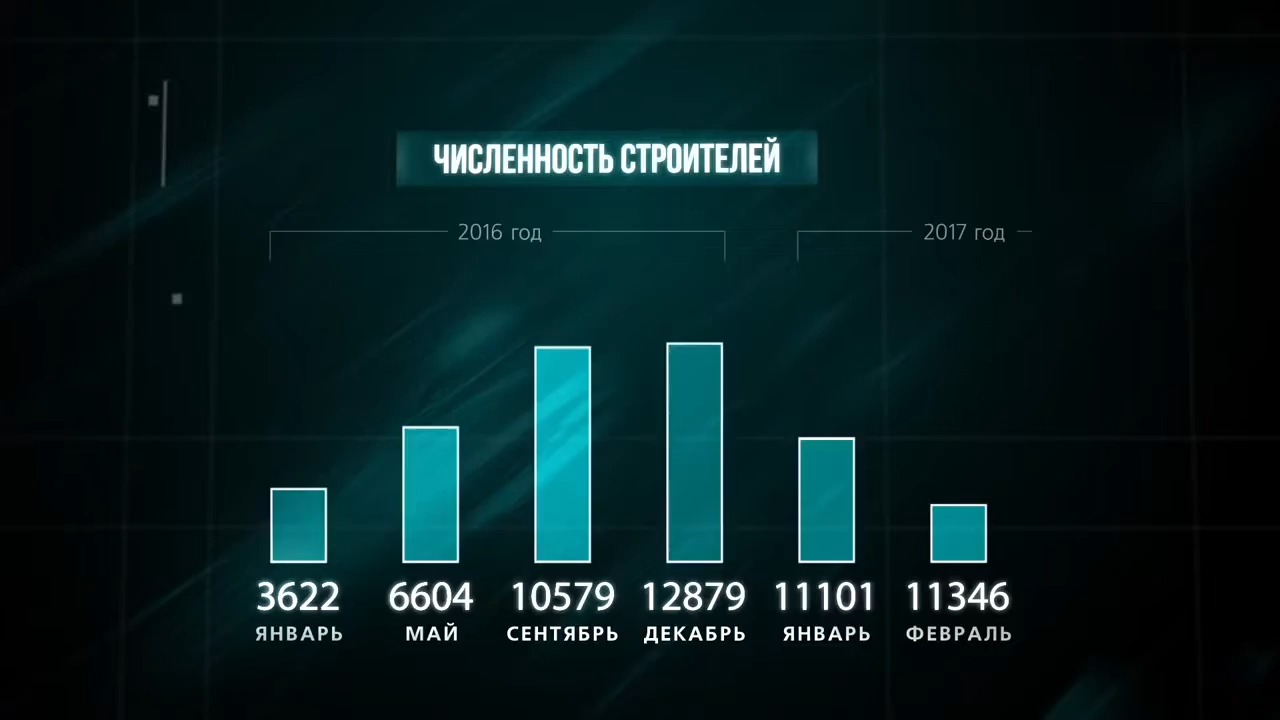 ЧИСЛЕННОСТЬ СТРОИТЕЛЕЙ
2016 год 2017 год
3622 6604 10579 12879 11101 11346
ЯНВАРЬ МАЙ СЕНТЯБРЬ ДЕКАБРЬ ЯНВАРЬ ФЕВРАЛЬ